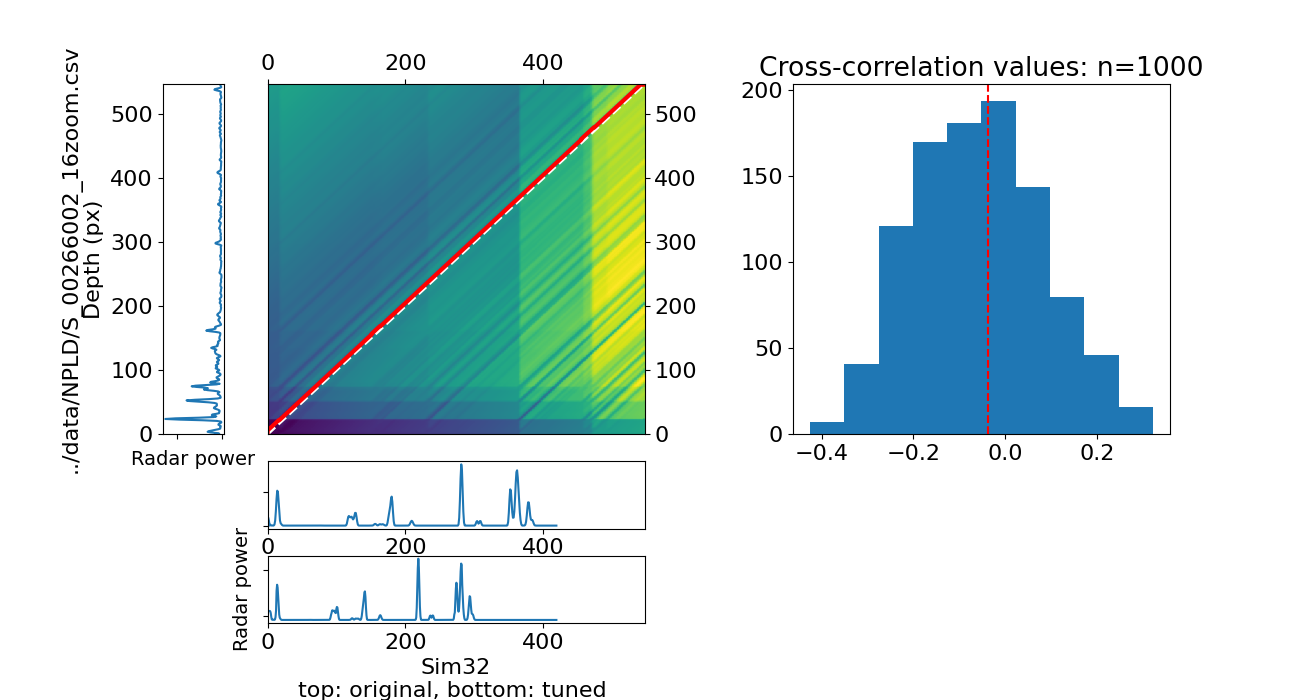 Cross-correlation values: n=1000
0 200 400
../data/NPLD/S_00266002_16zoom.csv
Depth (px)
500
400
300
200
100
0
500
400
300
200
100
0
200
150
100
50
0
−0.4 −0.2 0.0 0.2
Radar power
0 200 400
Radar power
0 200 400
Sim32
top: original, bottom: tuned